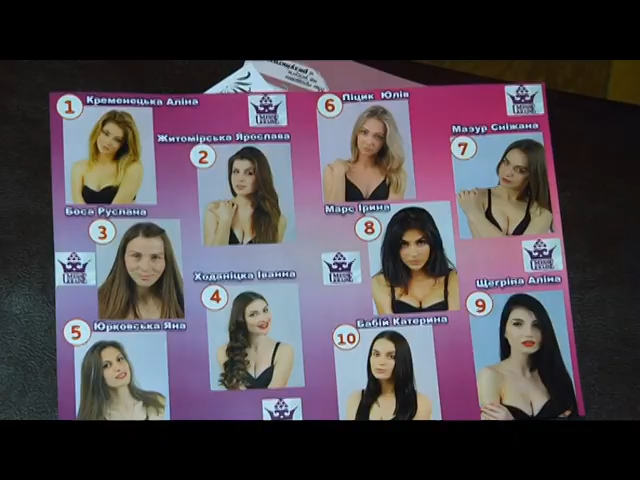 1 Кременецька Аліна
Житомірська Ярослава
2
Боса Руслана
3
Ходаніцка Іванна
4
5 Юрковська Яна
6 Піцик Юлія
Мазур Сніжана
7
Марс Ірина
8
Щегріва Аліна
9
Бабій Катерина
10